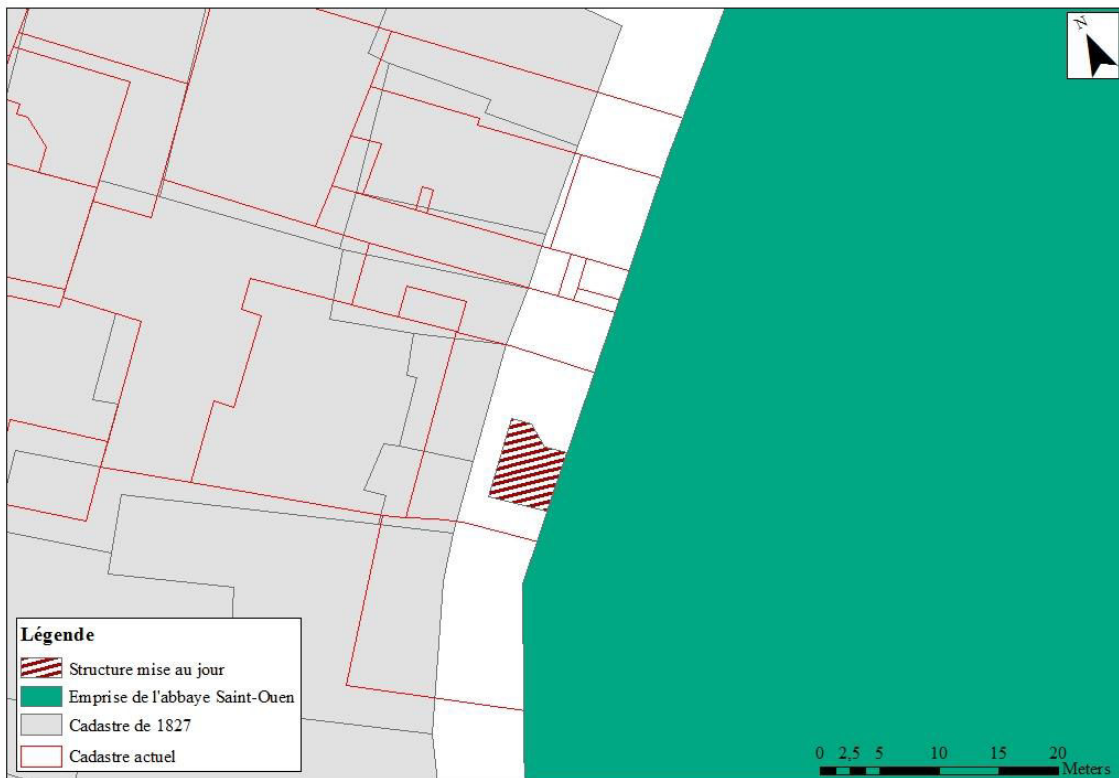 N
Légende
Structure mise au jour
Emprise de l'abbaye Saint-Ouen
Cadastre de 1827
Cadastre actuel
0 2,5 5 10 15 20
Meters